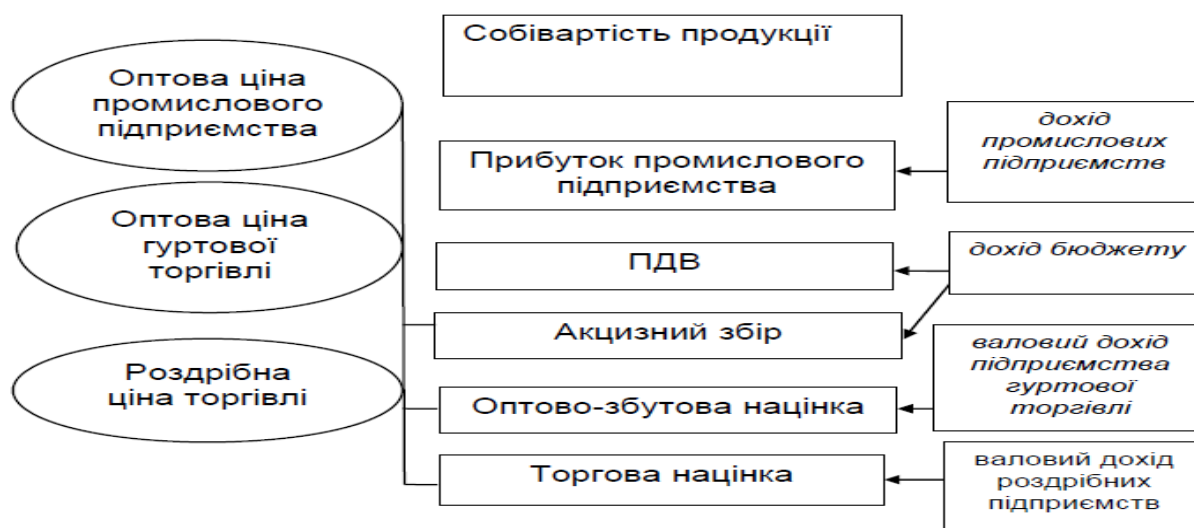 Оптова ціна
промислового
підприємства
Оптова ціна
гуртової
торгівлі
Роздрібна
ціна торгівлі
Собівартість продукції
Прибуток промислового
підприємства
ПДВ
Акцизний збір
Оптово-збутова націнка
Торгова націнка
дохід
промислових
підприємств
дохід бюджету
валовий дохід
підприємства
гуртової
торгівлі
валовий дохід
роздрібних
підприємств